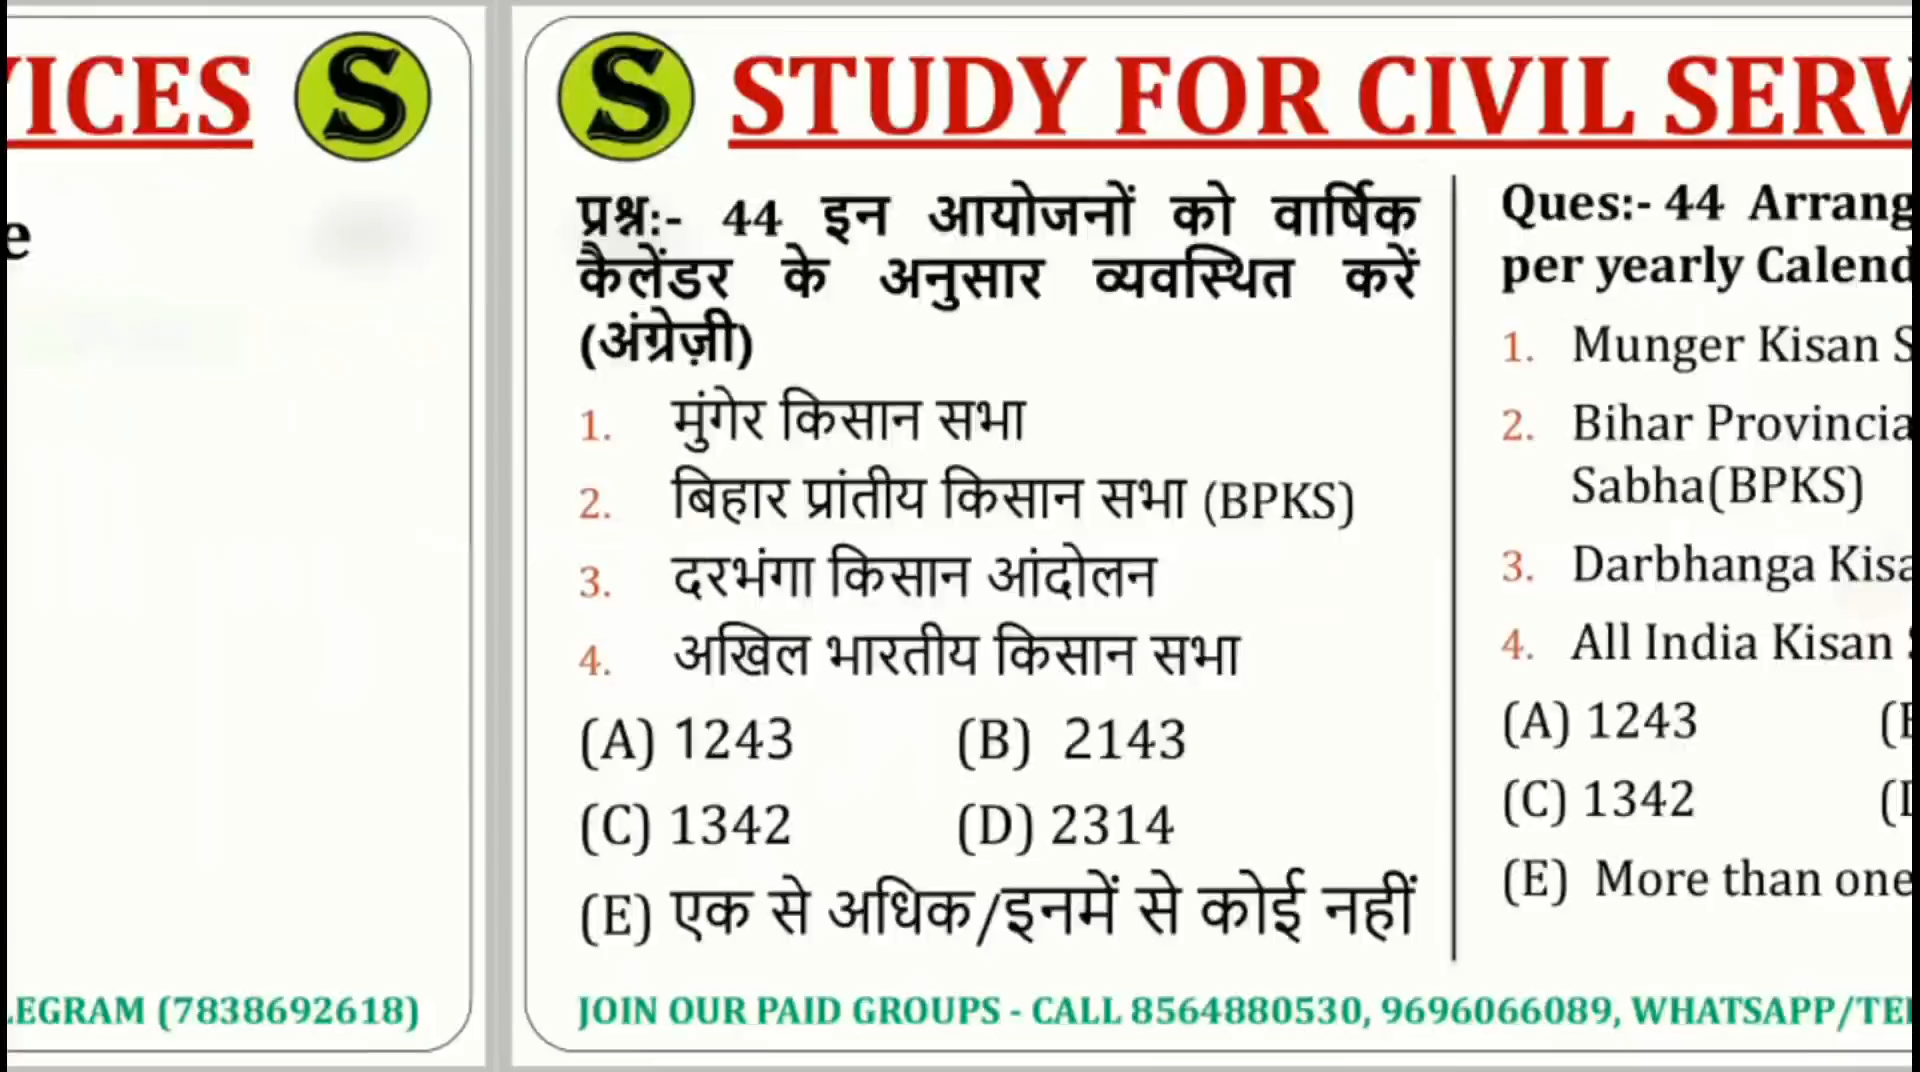 VICES S
e
LEGRAM (7838692618)
S STUDY FOR CIVIL SERV
प्रश्न:- 44 इन आयोजनों को वार्षिक
कैलेंडर के अनुसार व्यवस्थित करें
(अंग्रेज़ी)
1. मुंगेर किसान सभा
2. बिहार प्रांतीय किसान सभा (BPKS)
3. दरभंगा किसान आंदोलन
4. अखिल भारतीय किसान सभा
(A) 1243 (B) 2143
(C) 1342 (D) 2314
(E) एक से अधिक/इनमें से कोई नहीं
Ques:- 44 Arrang
per yearly Calend
1. Munger Kisan S
2. Bihar Provincia
Sabha(BPKS)
3. Darbhanga Kisa
4. All India Kisan
(A) 1243
(C) 1342
(E) More than one
JOIN OUR PAID GROUPS - CALL 8564880530, 9696066089, WHATSAPP/TE